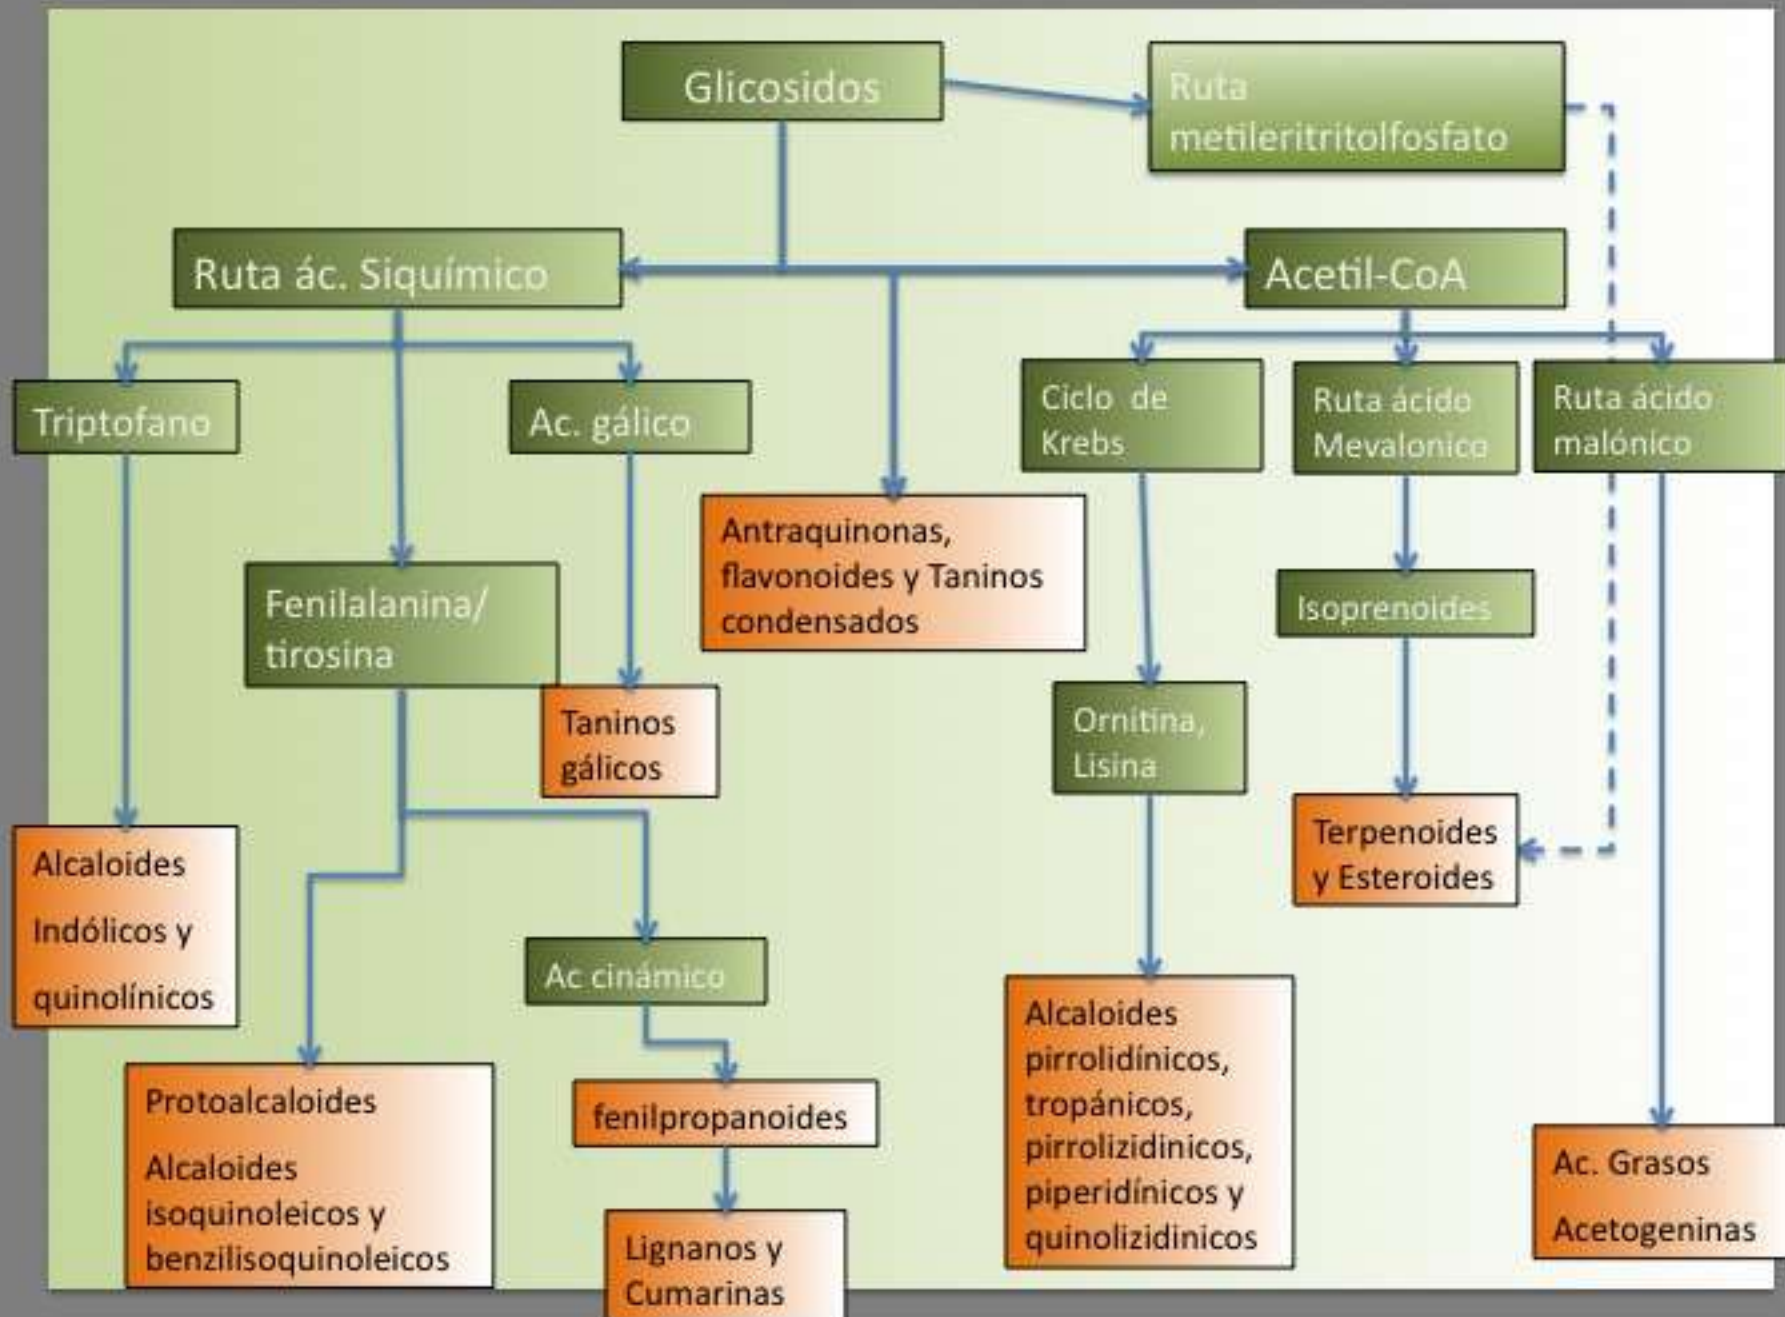 Glicosidos
Ruta
metileritritolfosfato
Ruta ác. Siquímico
Acetil-CoA
Triptofano
Ac. gálico
Ciclo de
Krebs
Ruta ácido
Mevalonico
Ruta ácido
malónico
Antraquinonas,
flavonoides y Taninos
condensados
Fenilalanina/
tirosina
Isoprenoides
Taninos
gálicos
Ornitina,
Lisina
Terpenoides
y Esteroides
Alcaloides
Indólicos y
quinolínicos
Ac cinámico
Alcaloides
pirrolidínicos,
tropánicos,
pirrolizidinicos,
piperidínicos y
quinolizidinicos
Protoalcaloides
Alcaloides
isoquinoleicos y
benzilisoquinoleicos
fenilpropanoides
Lignanos y
Cumarinas
Ac. Grasos
Acetogeninas